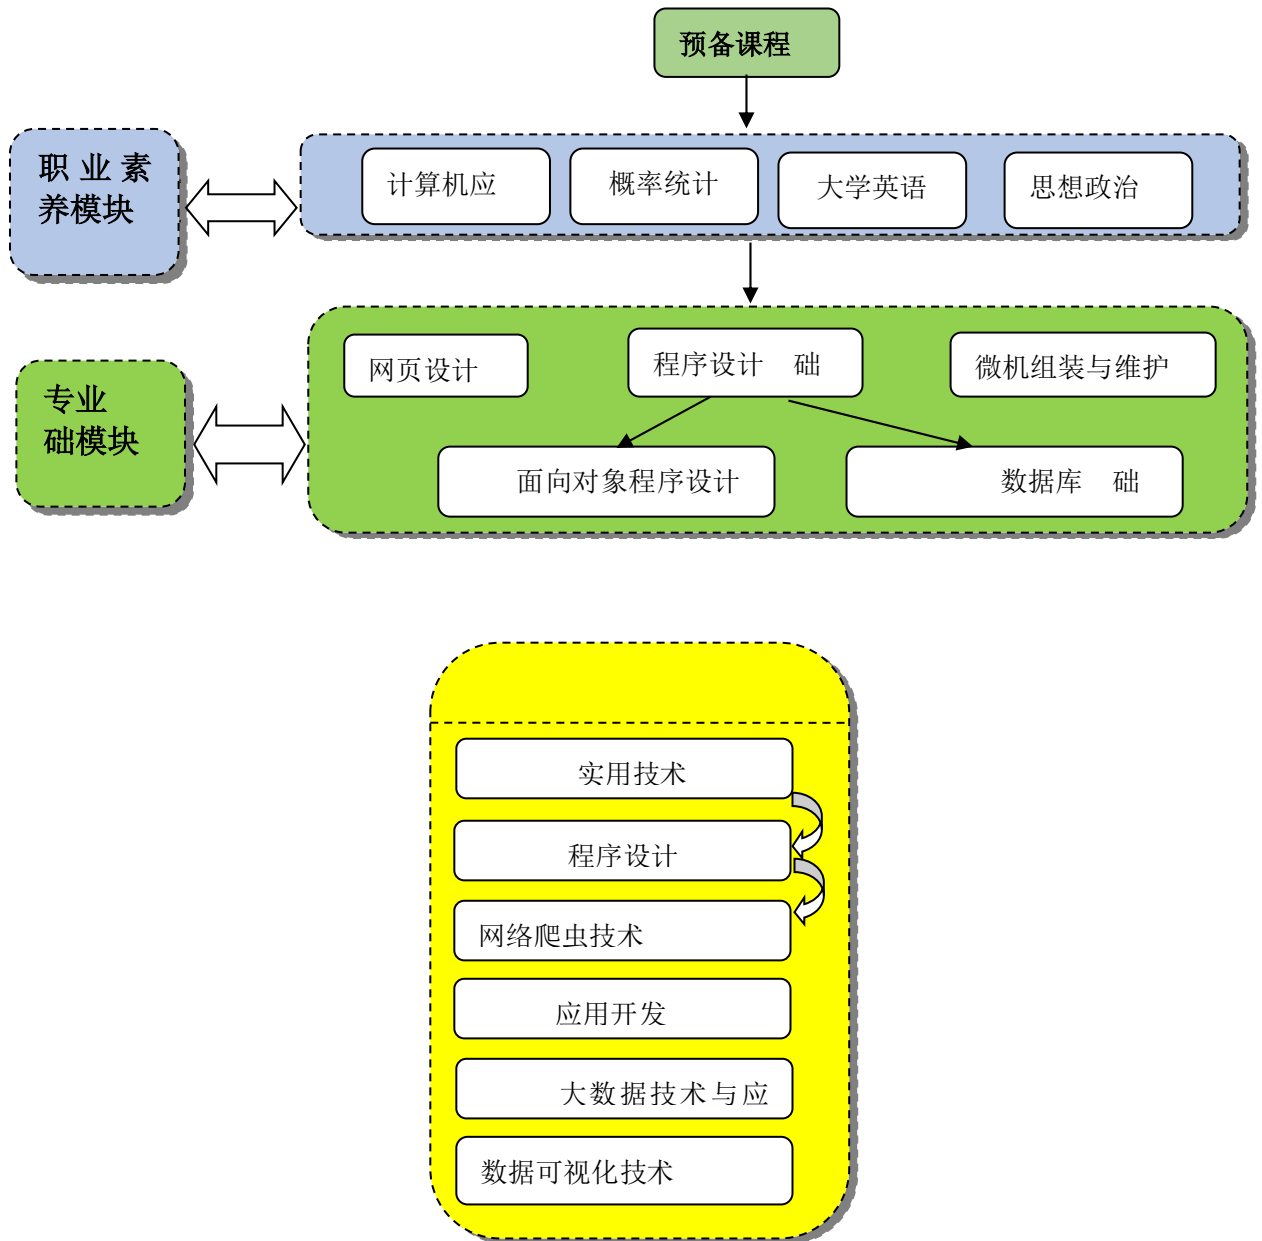 预备课程
职 业 素
养模块
计算机应
概率统计
大学英语
思想政治
专业
础模块
网页设计
程序设计 础
微机组装与维护
面向对象程序设计
数据库 础
实用技术
程序设计
网络爬虫技术
应用开发
大数据技术与应
数据可视化技术